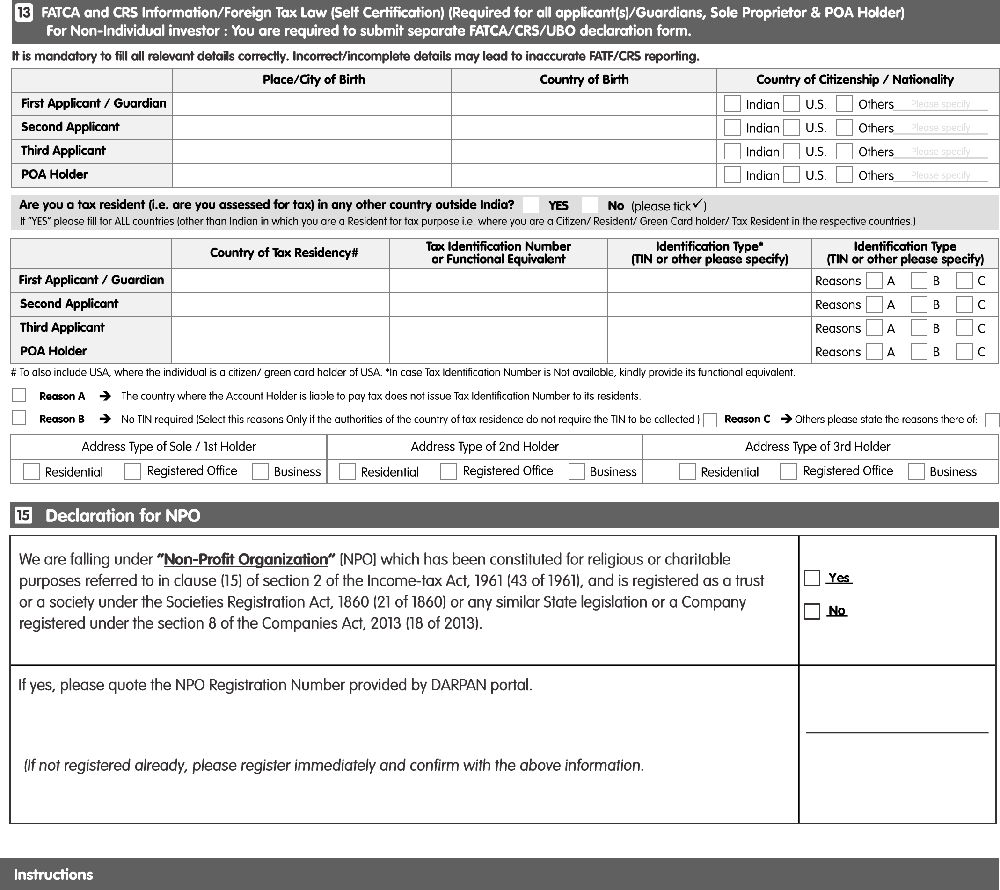 13 FATCA and CRS Information/Foreign Tax Law (Self Certification) (Required for all applicant(s)/Guardians, Sole Proprietor & POA Holder)
For Non-Individual investor : You are required to submit separate FATCA/CRS/UBO declaration form.
It is mandatory to fill all relevant details correctly. Incorrect/incomplete details may lead to inaccurate FATF/CRS reporting.
Place/City of Birth Country of Birth Country of Citizenship / Nationality
First Applicant / Guardian Indian U.S. Others Please specify
Second Applicant Indian U.S. Others Please specify
Third Applicant Indian U.S. Others Please specify
POA Holder Indian U.S. Others Please specify
Are you a tax resident (i.e. are you assessed for tax) in any other country outside India? YES No (please tick ✓)
If "YES" please fill for ALL countries (other than Indian in which you are a Resident for tax purpose i.e. where you are a Citizen/ Resident/ Green Card holder/ Tax Resident in the respective countries.)
Country of Tax Residency# Tax Identification Number or Functional Equivalent Identification Type* (TIN or other please specify) Identification Type (TIN or other please specify)
First Applicant / Guardian Reasons A B C
Second Applicant Reasons A B C
Third Applicant Reasons A B C
POA Holder Reasons A B C
# To also include USA, where the individual is a citizen/ green card holder of USA. *In case Tax Identification Number is Not available, kindly provide its functional equivalent.
Reason A ➔ The country where the Account Holder is liable to pay tax does not issue Tax Identification Number to its residents.
Reason B ➔ No TIN required (Select this reasons Only if the authorities of the country of tax residence do not require the TIN to be collected ) Reason C ➔ Others please state the reasons there of:
Address Type of Sole / 1st Holder Address Type of 2nd Holder Address Type of 3rd Holder
Residential Registered Office Business Residential Registered Office Business Residential Registered Office Business
15 Declaration for NPO
We are falling under "Non-Profit Organization" [NPO] which has been constituted for religious or charitable
purposes referred to in clause (15) of section 2 of the Income-tax Act, 1961 (43 of 1961), and is registered as a trust
or a society under the Societies Registration Act, 1860 (21 of 1860) or any similar State legislation or a Company
registered under the section 8 of the Companies Act, 2013 (18 of 2013).
Yes
No
If yes, please quote the NPO Registration Number provided by DARPAN portal.
(If not registered already, please register immediately and confirm with the above information.
Instructions